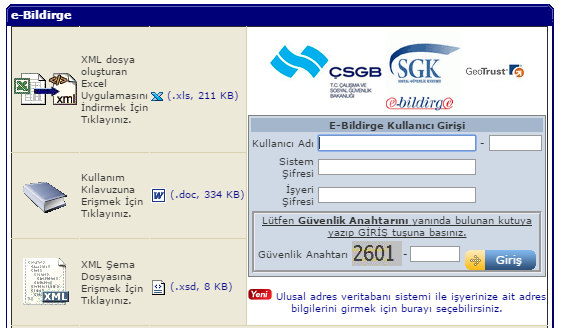 e-Bildirge
XML dosya
oluşturan
Excel
Uygulamasını
İndirmek İçin
Tıklayınız.
(.xls, 211 KB)
xml
Kullanım
Kılavuzuna
Erişmek İçin
Tıklayınız.
(.doc, 334 KB)
XML Şema
Dosyasına
Erişmek İçin
Tıklayınız.
(.xsd, 8 KB)
XML
ÇSGB
T.C. ÇALIŞMA VE
SOSYAL GÜVENLİK
BAKANLIĞI
SGK
SOSYAL GÜVENLİK KURUMU
GeoTrust
e-bildirg@
E-Bildirge Kullanıcı Girişi
Kullanıcı Adı -
Sistem
Şifresi
İşyeri
Şifresi
Lütfen Güvenlik Anahtarını yanında bulunan kutuya
yazıp GİRİŞ tuşuna basınız.
Güvenlik Anahtarı 2601 - Giriş
Yeni Ulusal adres veritabanı sistemi ile işyerinize ait adres
bilgilerini girmek için burayı seçebilirsiniz.